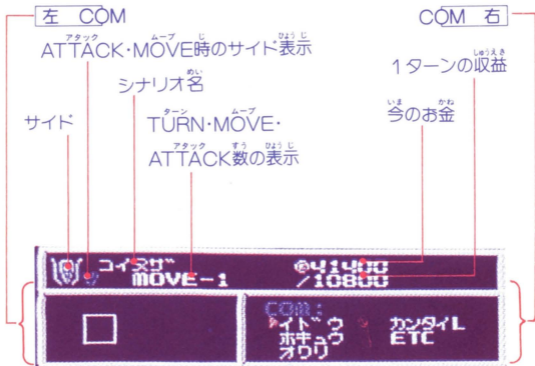 左 COM
COM 右
アタック ムーブ じ ひょうじ
ATTACK・MOVE時のサイド表示
しゅうえき
1ターンの収益
めい
シナリオ名
いま かね
今のお金
サイド
ターン ムーブ
TURN・MOVE・
アタック すう ひょうじ
ATTACK数の表示
コイヌザ
MOVE-1
41400
/10800
COM:
イドウ カンタイL
ホキュウ ETC
オワリ